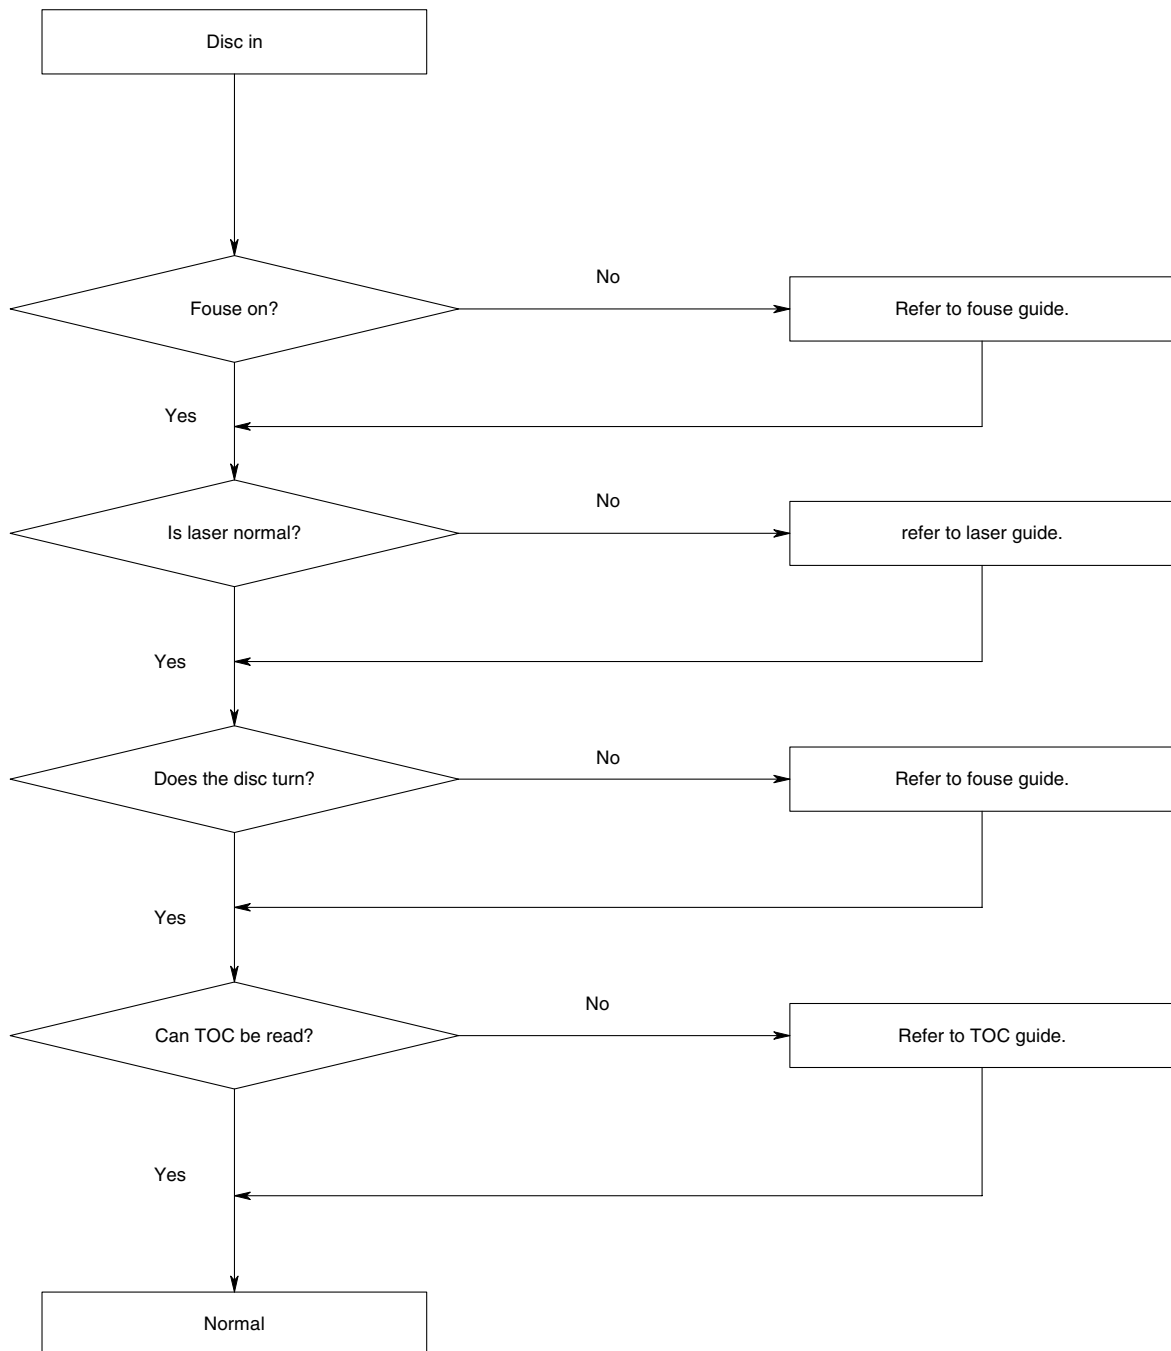 Disc in
Fouse on?
No
Refer to fouse guide.
Yes
Is laser normal?
No
refer to laser guide.
Yes
Does the disc turn?
No
Refer to fouse guide.
Yes
Can TOC be read?
No
Refer to TOC guide.
Yes
Normal